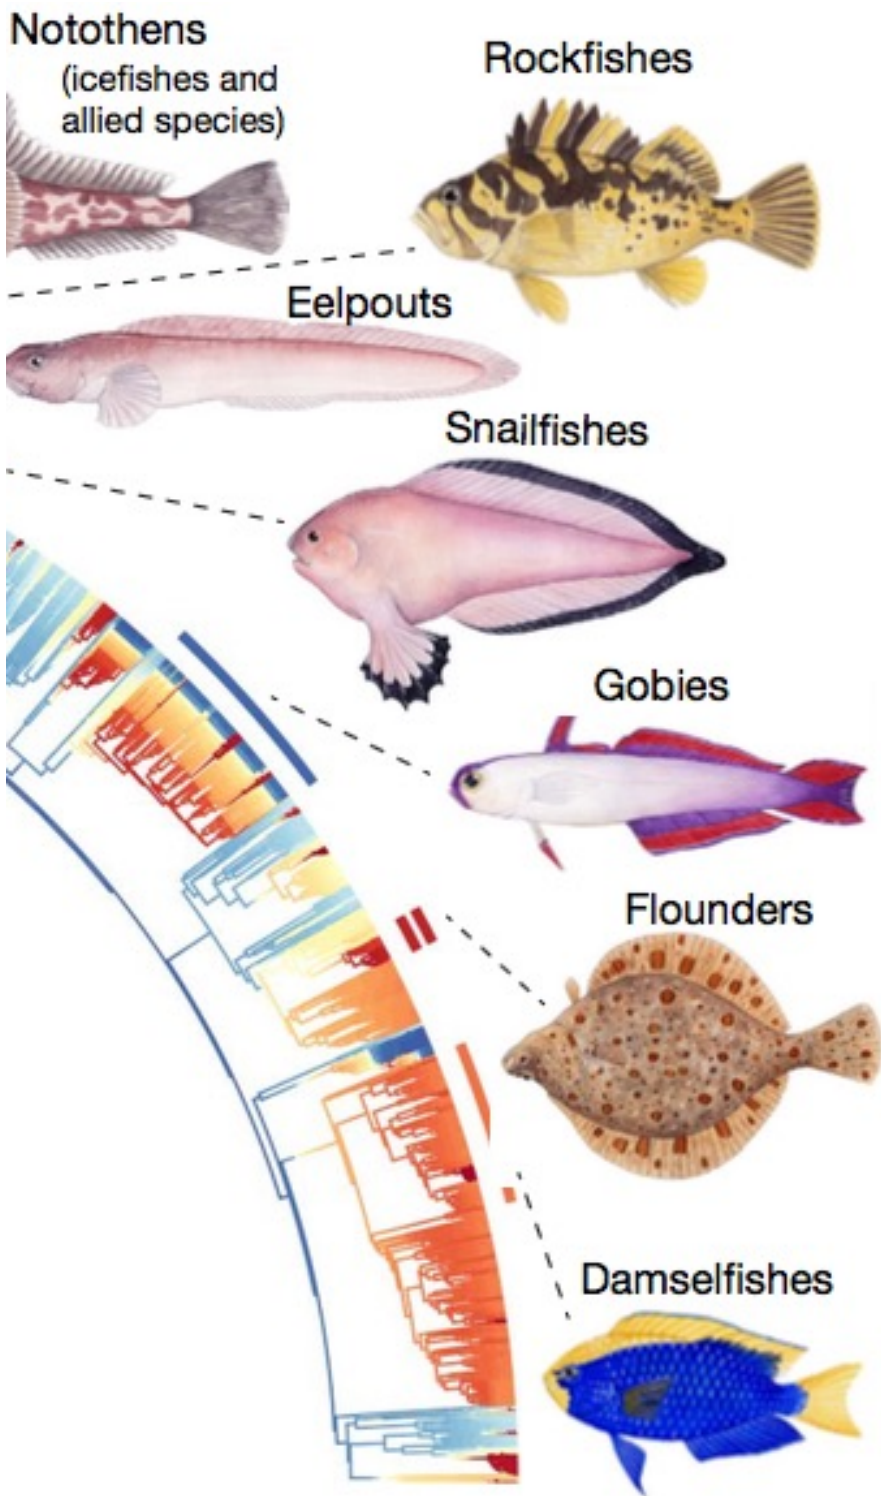 Notothens
(icefishes and
allied species)
Rockfishes
Eelpouts
Snailfishes
Gobies
Flounders
Damselfishes